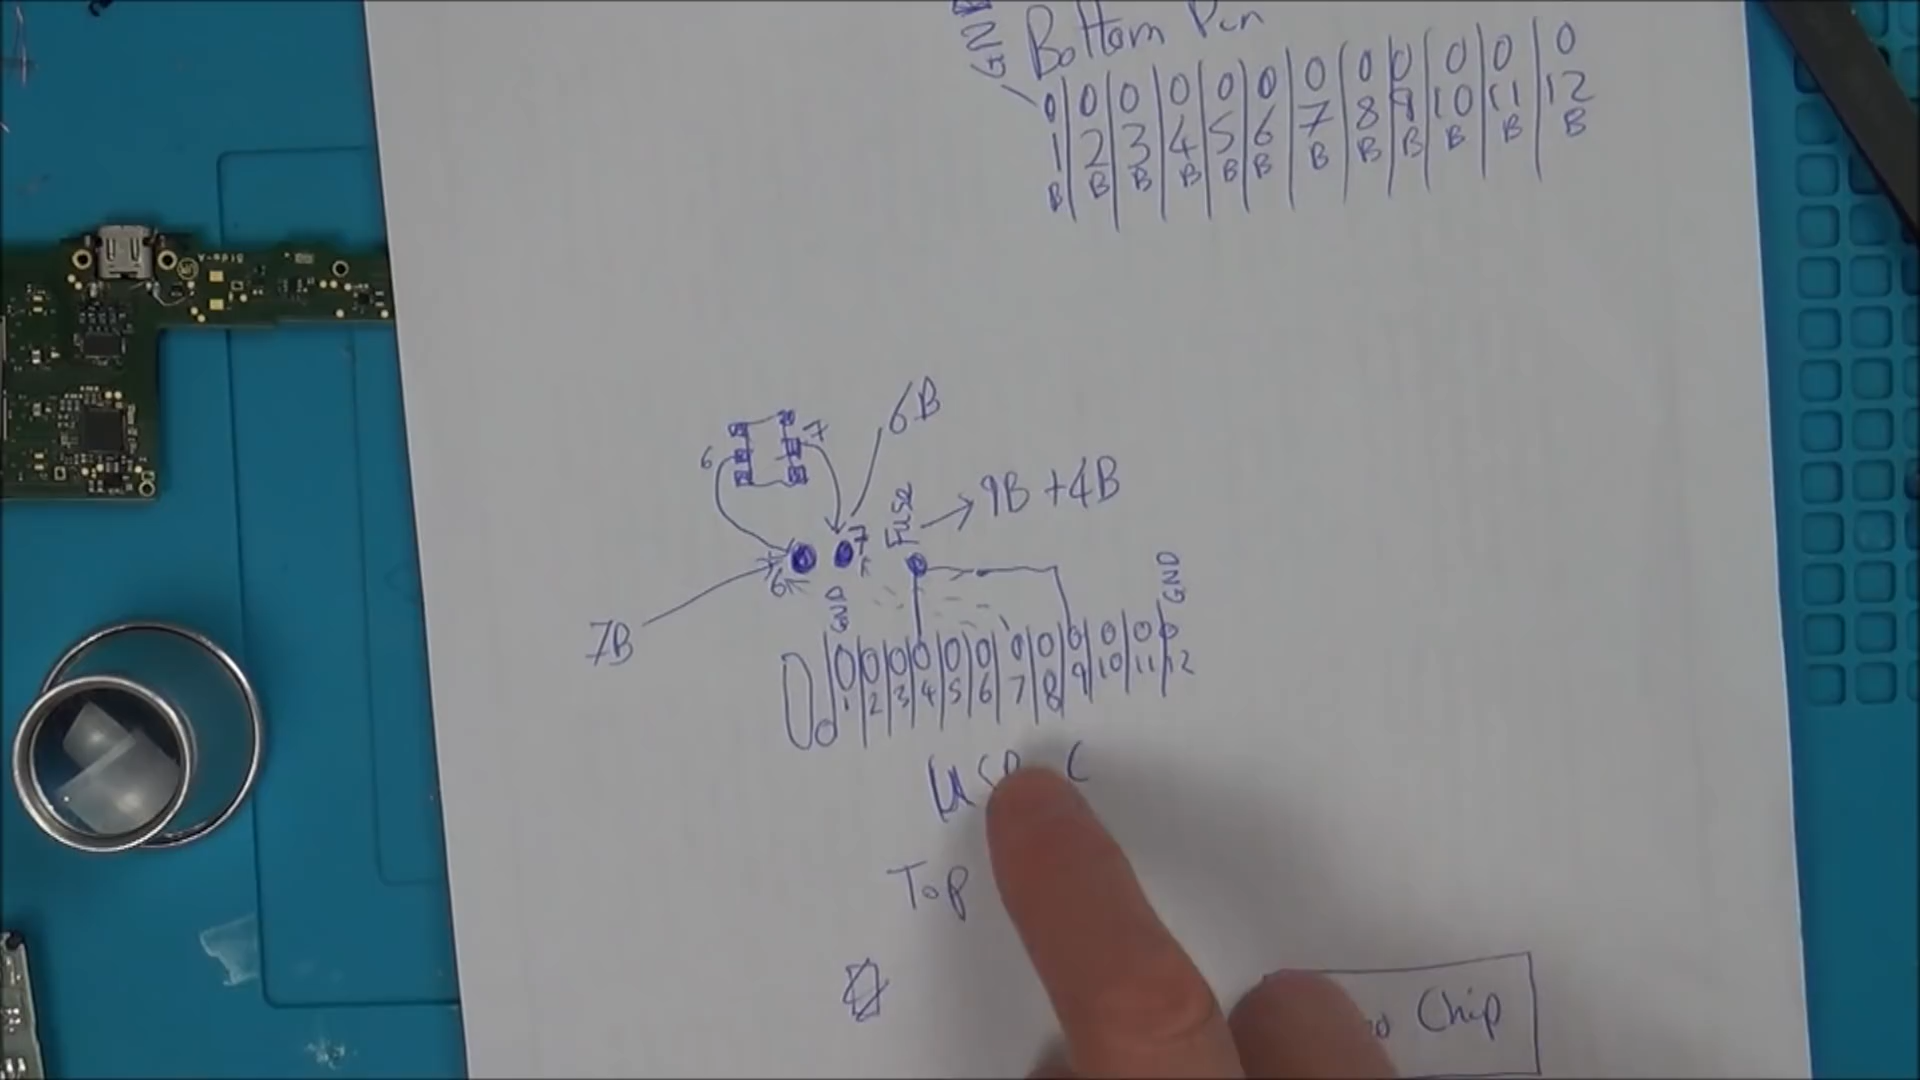 GND
Bottom Pin
0 0 0 0 0 0 0 0 0 0 0 0
1 2 3 4 5 6 7 8 9 10 11 12
B B B B B B B B B B B B
6B
7
6
Fuse
9B + 4B
7
6
GND
GND
7B
0 0 0 0 0 0 0 0 0 0 0 0
1 2 3 4 5 6 7 8 9 10 11 12
USB C
Top
Chip